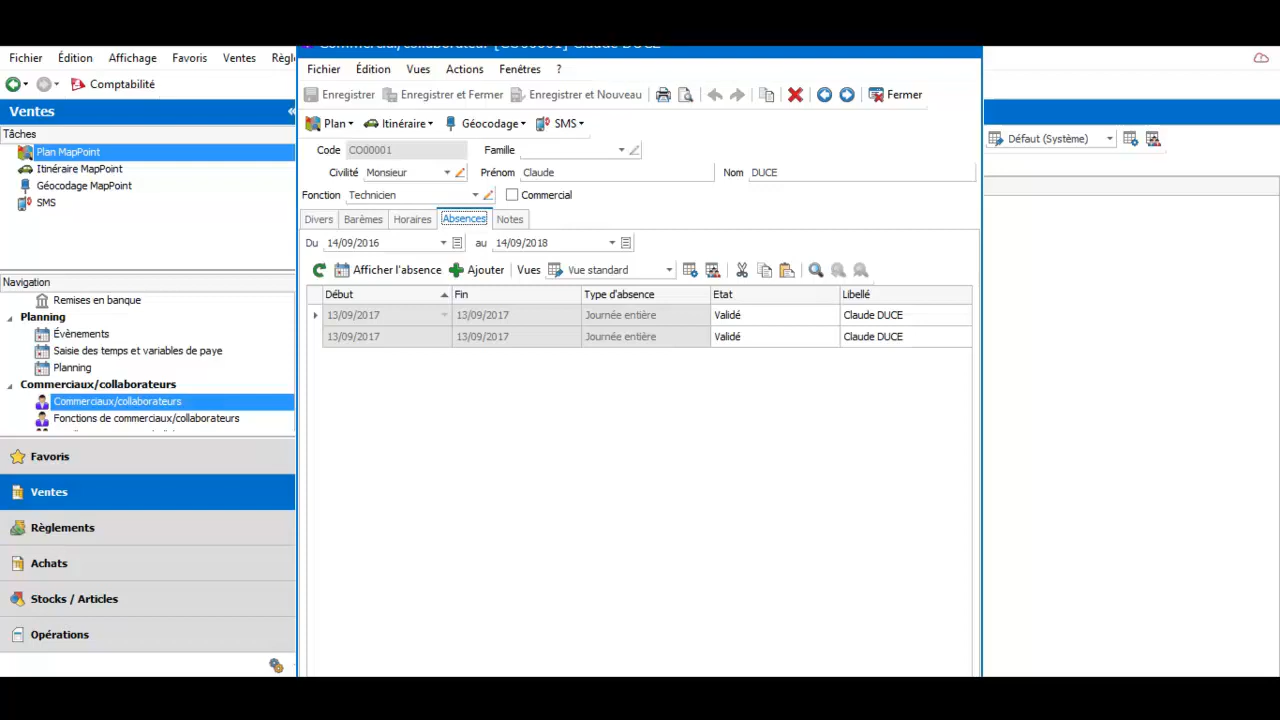 Commercial/collaborateur [CO00001] Claude DUCE
Fichier Édition Affichage Favoris Ventes Règl
Comptabilité
Ventes «
Tâches
Plan MapPoint
Itinéraire MapPoint
Géocodage MapPoint
SMS
Navigation
Remises en banque
Planning
Évènements
Saisie des temps et variables de paye
Planning
Commerciaux/collaborateurs
Commerciaux/collaborateurs
Fonctions de commerciaux/collaborateurs
Favoris
Ventes
Règlements
Achats
Stocks / Articles
Opérations
Fichier Édition Vues Actions Fenêtres ?
Enregistrer Enregistrer et Fermer Enregistrer et Nouveau Fermer
Plan Itinéraire Géocodage SMS
Code CO00001 Famille
Civilité Monsieur Prénom Claude Nom DUCE
Fonction Technicien Commercial
Divers Barèmes Horaires Absences Notes
Du 14/09/2016 au 14/09/2018
Afficher l'absence Ajouter Vues Vue standard
Début Fin Type d'absence Etat Libellé
13/09/2017 13/09/2017 Journée entière Validé Claude DUCE
13/09/2017 13/09/2017 Journée entière Validé Claude DUCE
Défaut (Système)